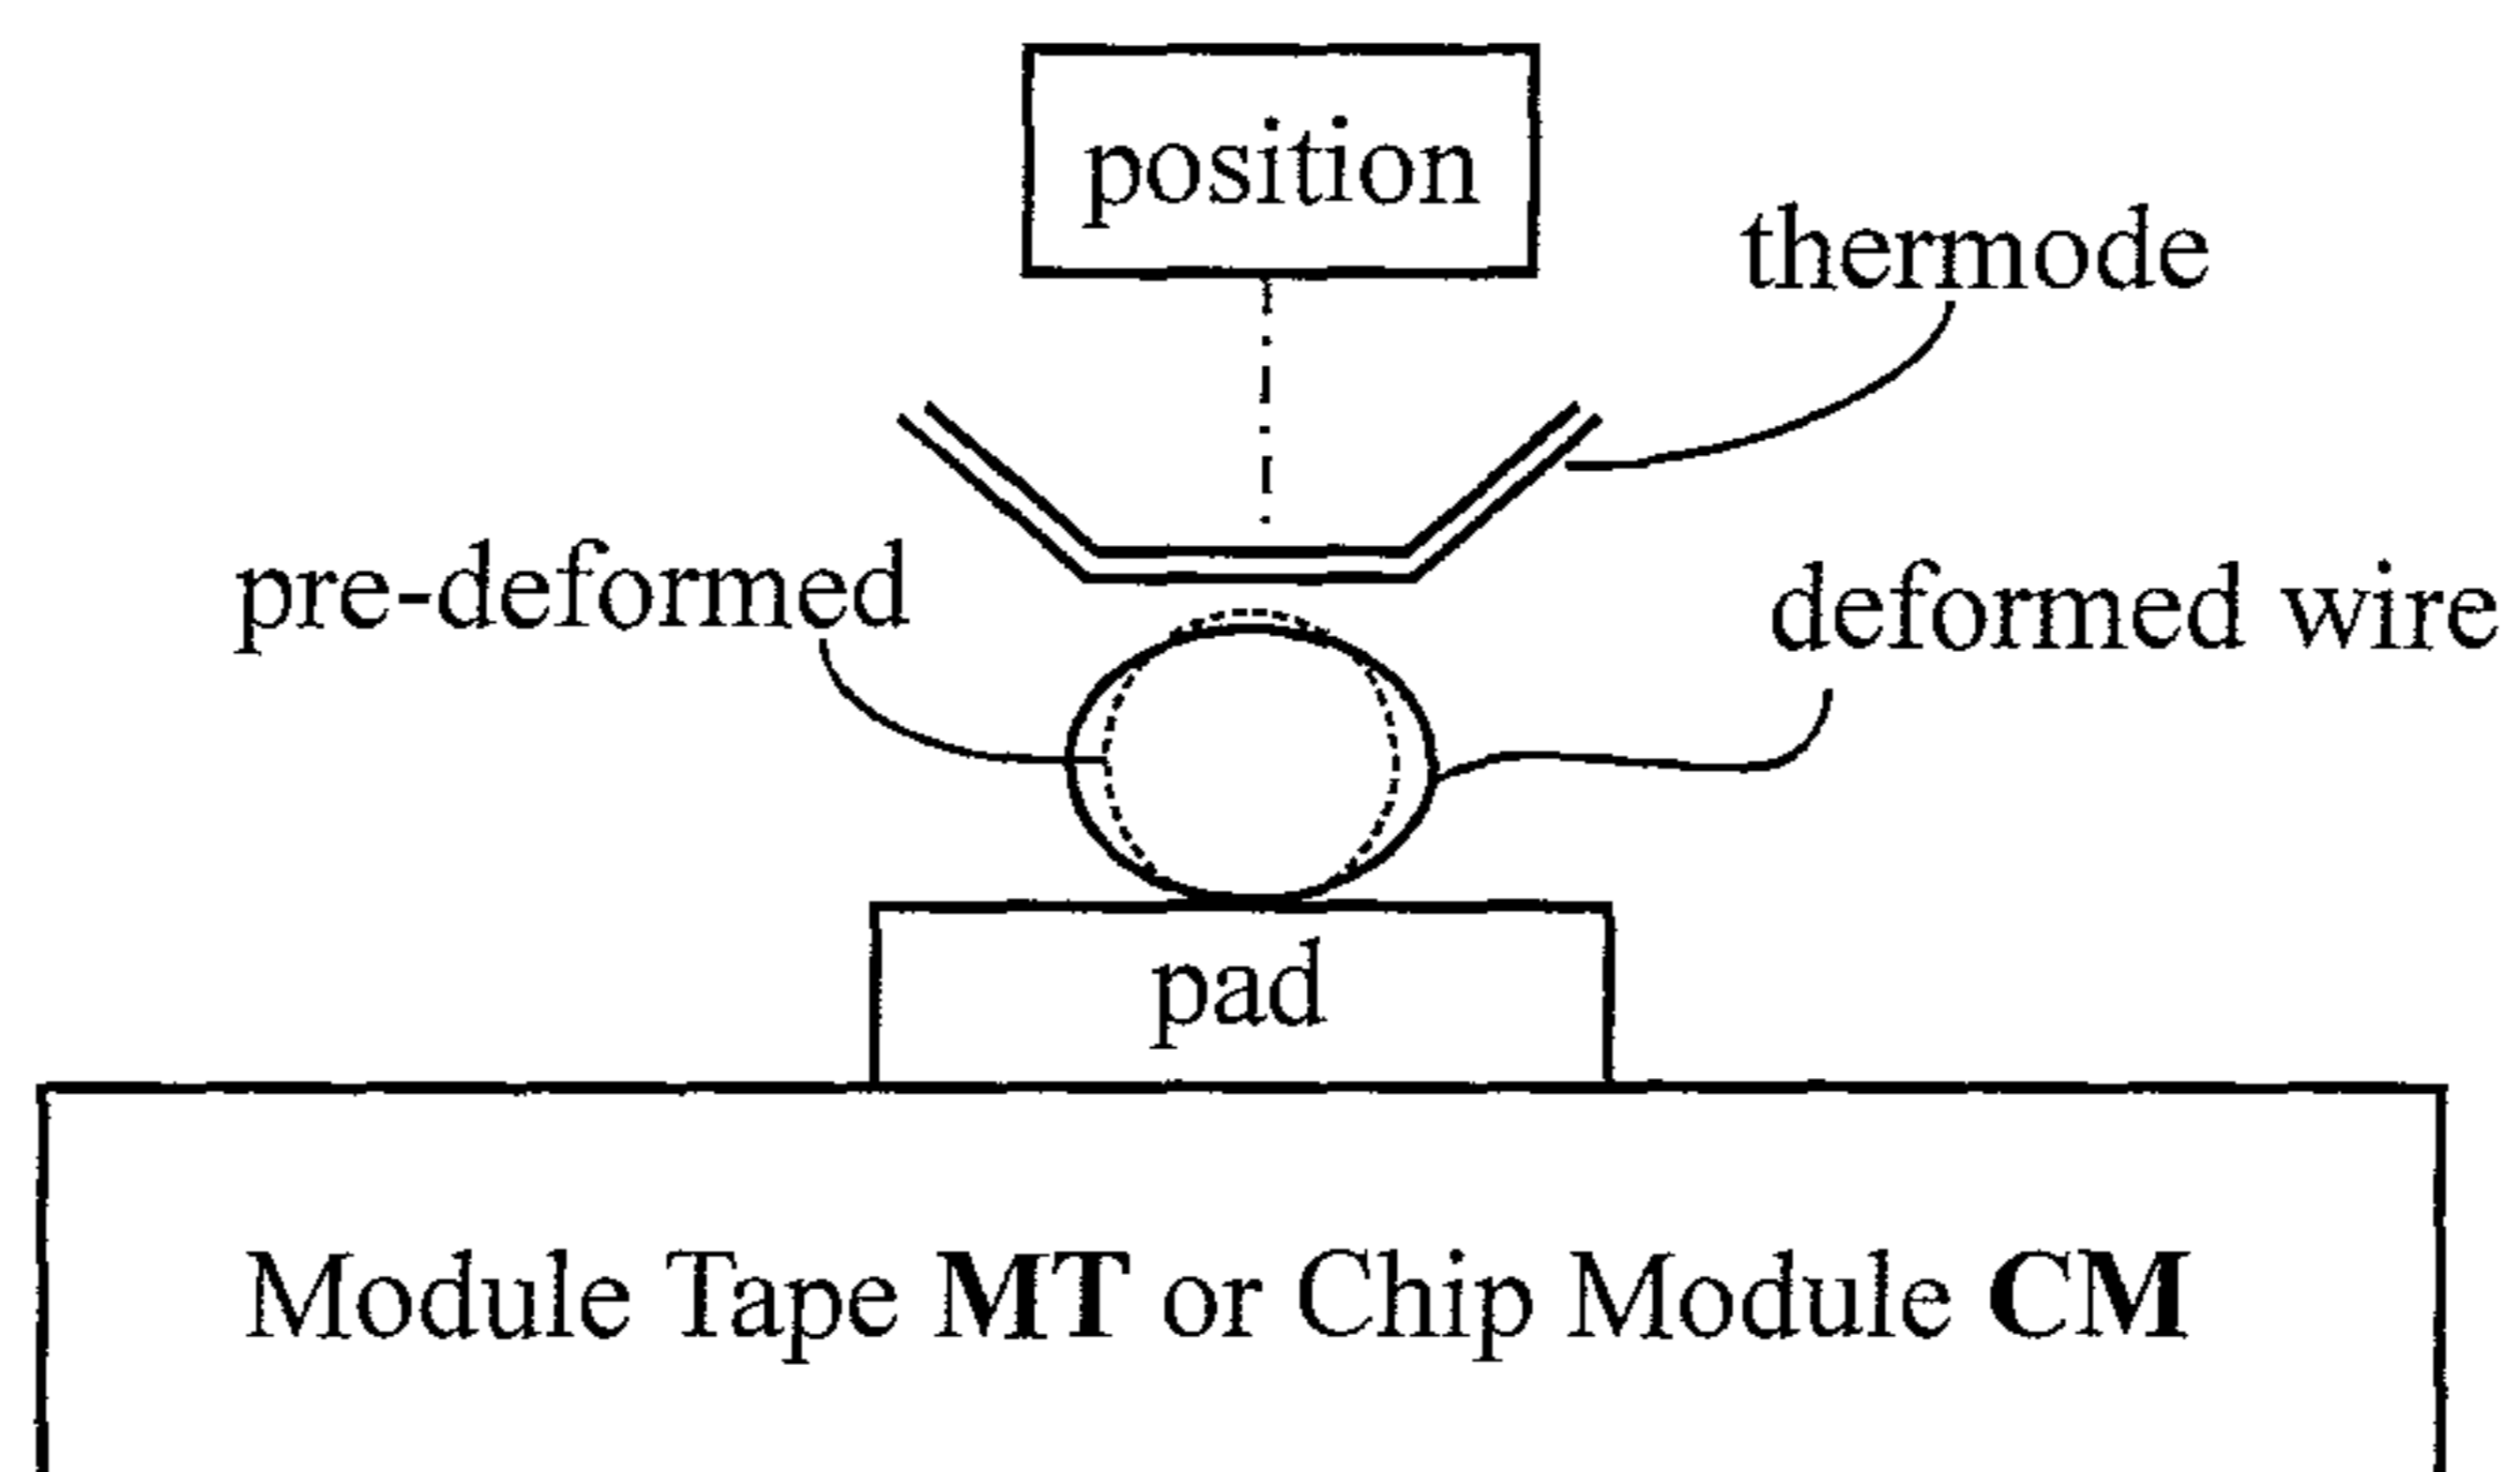 position
thermode
pre-deformed
deformed wire
pad
Module Tape MT or Chip Module CM